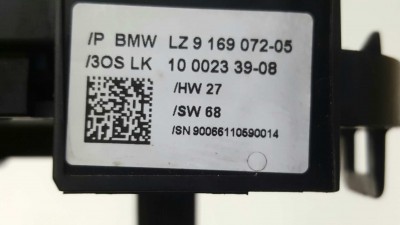 /P BMW LZ 9 169 072-05
/3OS LK 10 0023 39-08
/HW 27
/SW 68
/SN 90066110590014